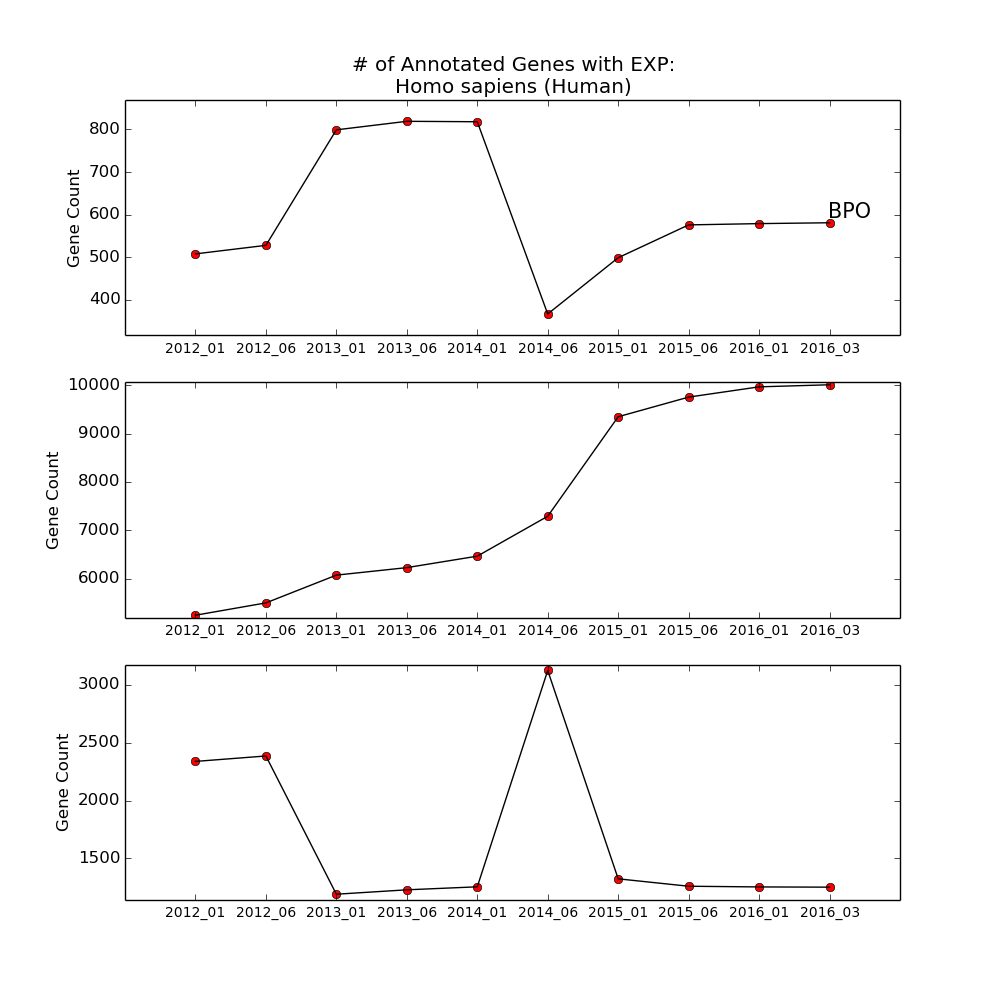 # of Annotated Genes with EXP:
Homo sapiens (Human)
800
700
600
500
400
Gene Count
BPO
2012_01 2012_06 2013_01 2013_06 2014_01 2014_06 2015_01 2015_06 2016_01 2016_03
10000
9000
8000
7000
6000
Gene Count
2012_01 2012_06 2013_01 2013_06 2014_01 2014_06 2015_01 2015_06 2016_01 2016_03
3000
2500
2000
1500
Gene Count
2012_01 2012_06 2013_01 2013_06 2014_01 2014_06 2015_01 2015_06 2016_01 2016_03